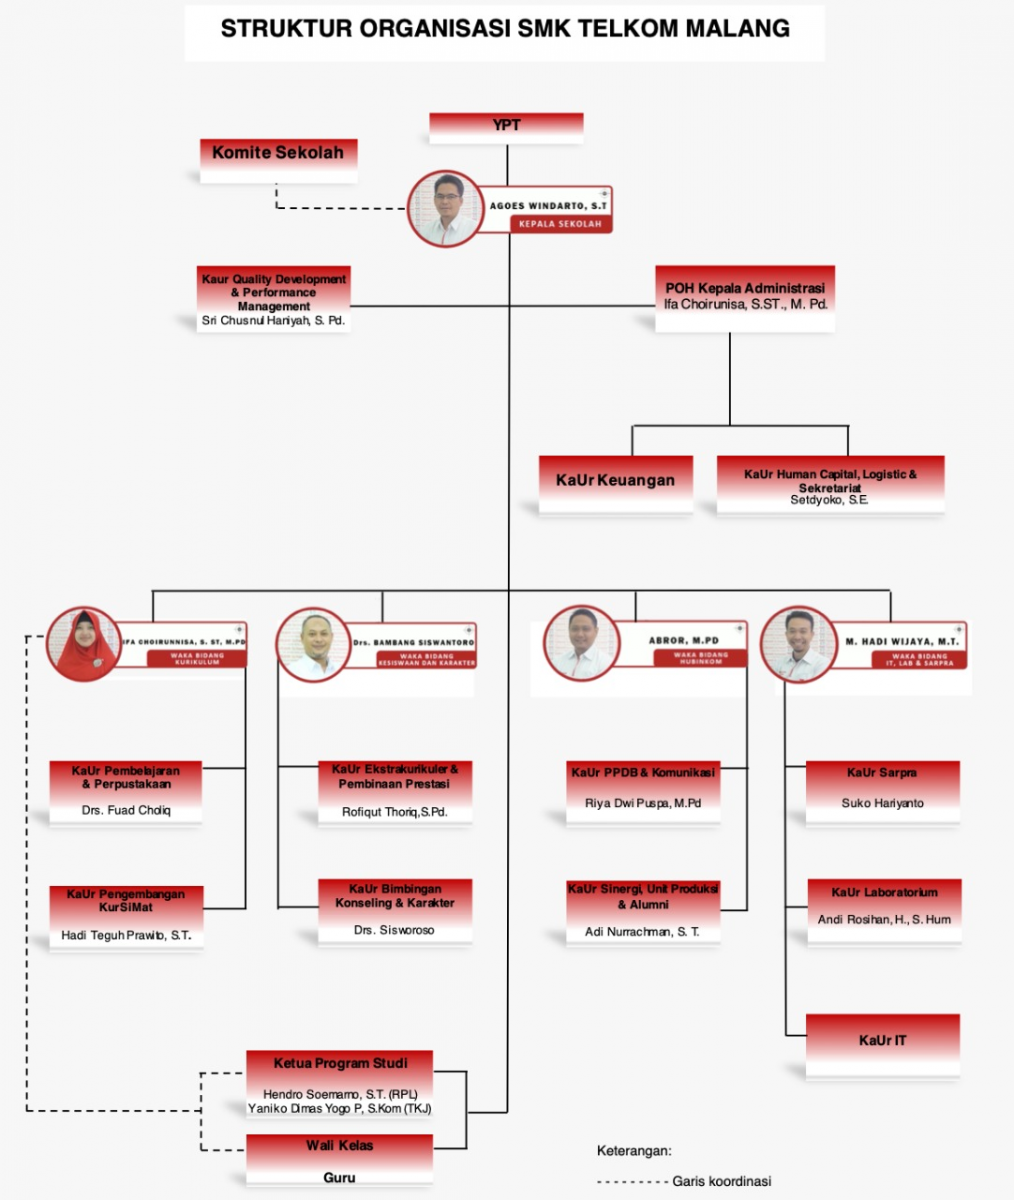 STRUKTUR ORGANISASI SMK TELKOM MALANG
YPT
Komite Sekolah
AGOES WINDARTO, S.T
KEPALA SEKOLAH
Kaur Quality Development
& Performance
Management
Sri Chusnul Haniyah, S. Pd.
POH Kepala Administrasi
Ifa Choirunisa, S.ST., M. Pd.
KaUr Keuangan
KaUr Human Capital, Logistic &
Sekretariat
Setdyoko, S.E.
IFA CHOIRUNNISA, S. ST, M.PD
WAKA BIDANG
KURIKULUM
Drs. BAMBANG SISWANTORO
WAKA BIDANG
KESISWAAN DAN KARAKTER
ABROR, M.PD
WAKA BIDANG
HUBINKOM
M. HADI WIJAYA, M.T.
WAKA BIDANG
IT, LAB & SARPRA
KaUr Pembelajaran
& Perpustakaan
Drs. Fuad Choliq
KaUr Ekstrakurikuler &
Pembinaan Prestasi
Rofiqut Thoriq,S.Pd.
KaUr PPDB & Komunikasi
Riya Dwi Puspa, M.Pd
KaUr Sarpra
Suko Hariyanto
KaUr Pengembangan
KurSiMat
Hadi Teguh Prawito, S.T.
KaUr Bimbingan
Konseling & Karakter
Drs. Sisworoso
KaUr Sinergi, Unit Produksi
& Alumni
Adi Nurrachman, S. T.
KaUr Laboratorium
Andi Rosihan, H., S. Hum
KaUr IT
Ketua Program Studi
Hendro Soemarno, S.T. (RPL)
Yaniko Dimas Yogo P, S.Kom (TKJ)
Wali Kelas
Guru
Keterangan:
Garis koordinasi